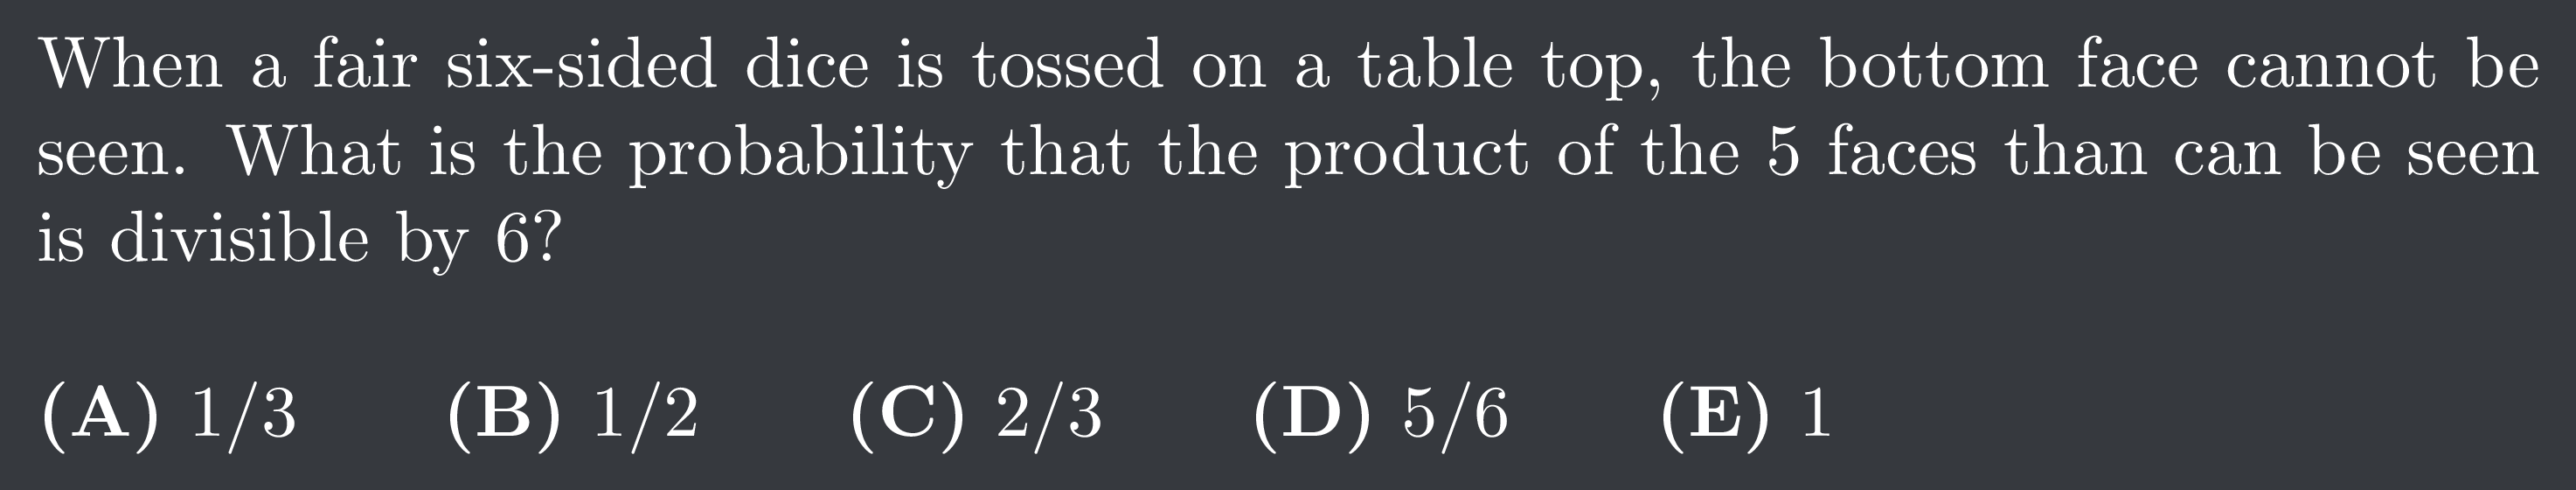 When a fair six-sided dice is tossed on a table top, the bottom face cannot be
seen. What is the probability that the product of the 5 faces than can be seen
is divisible by 6?
(A) 1/3 (B) 1/2 (C) 2/3 (D) 5/6 (E) 1